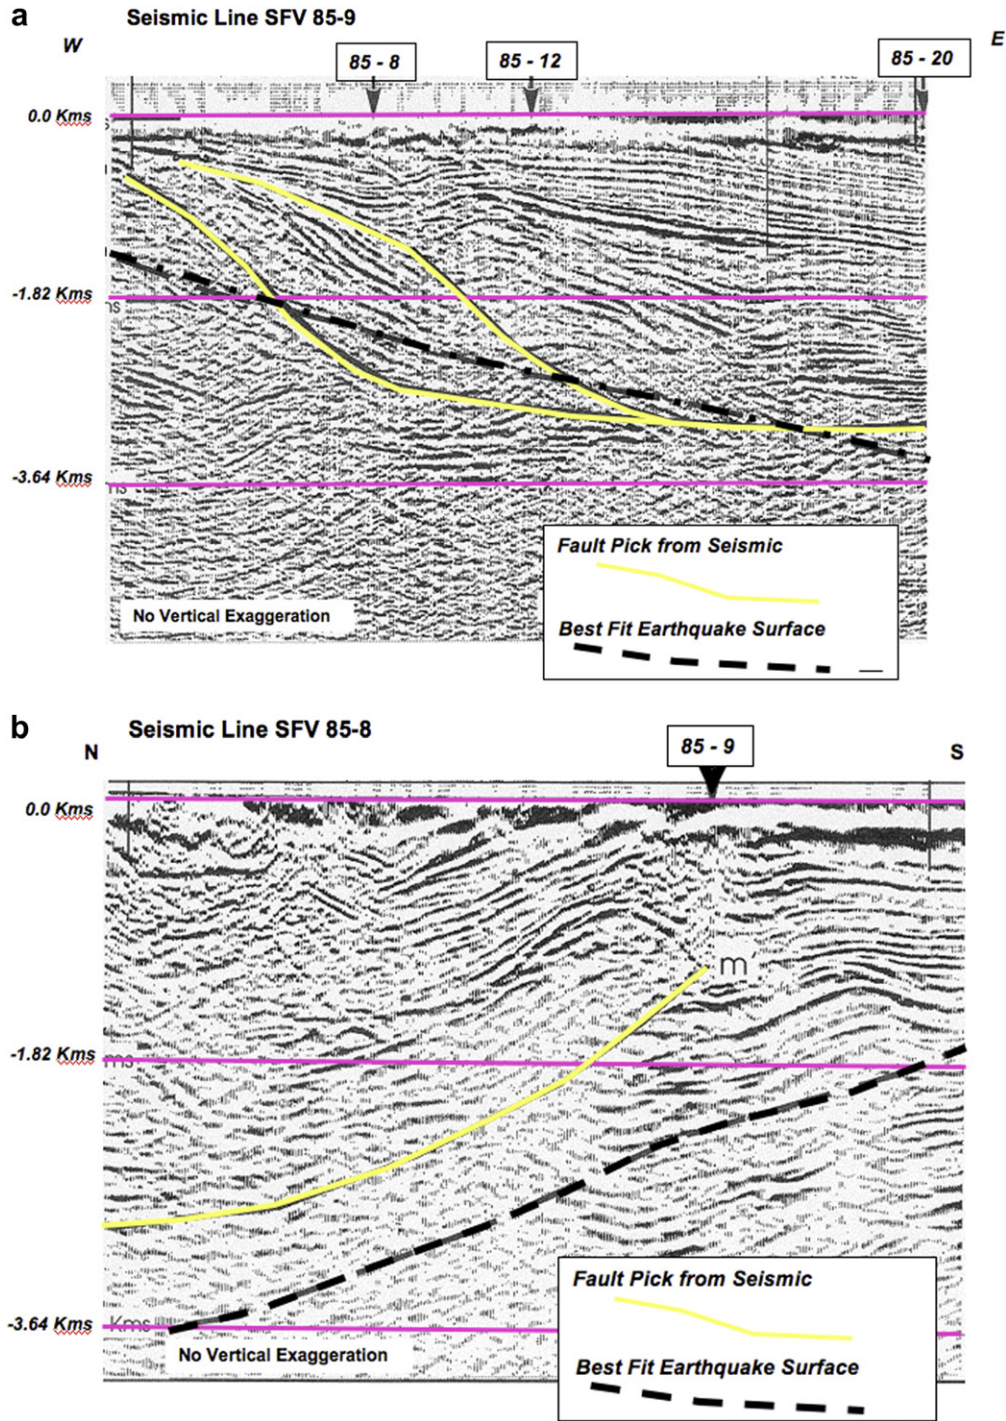 a
Seismic Line SFV 85-9
W
E
85 - 8
85 - 12
85 - 20
0.0 Kms
-1.82 Kms
-3.64 Kms
Fault Pick from Seismic
Best Fit Earthquake Surface
No Vertical Exaggeration
b
Seismic Line SFV 85-8
N
S
85 - 9
0.0 Kms
m'
-1.82 Kms
ms
-3.64 Kms
Kms
No Vertical Exaggeration
Fault Pick from Seismic
Best Fit Earthquake Surface